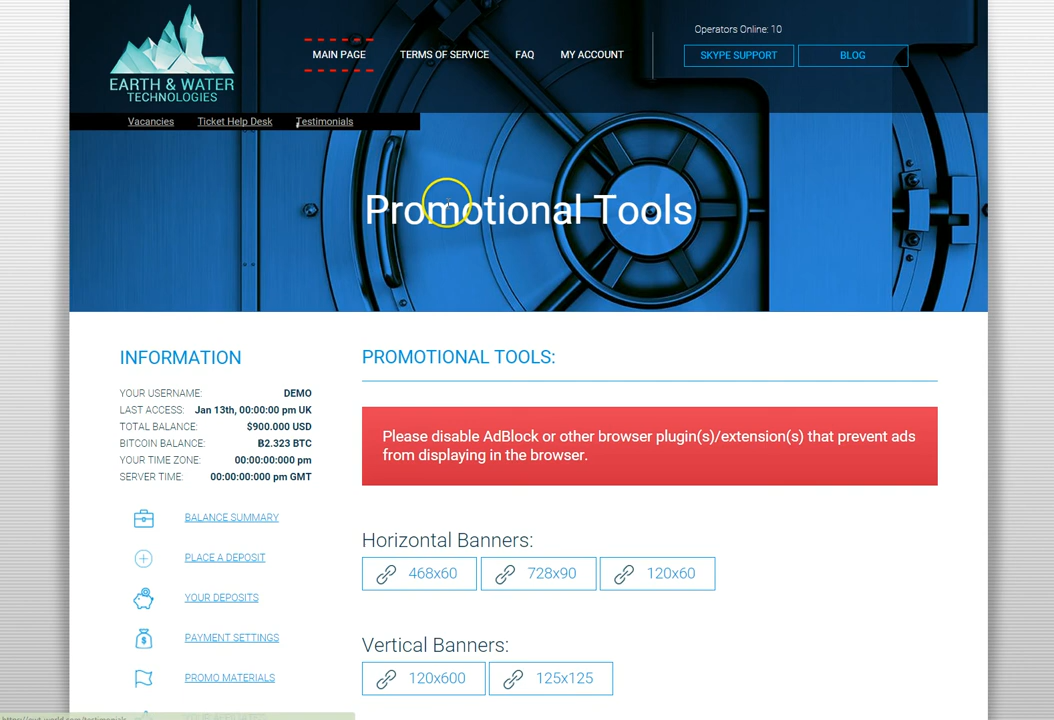 EARTH & WATER
TECHNOLOGIES
MAIN PAGE
TERMS OF SERVICE
FAQ
MY ACCOUNT
Operators Online: 10
SKYPE SUPPORT
BLOG
Vacancies
Ticket Help Desk
Testimonials
Promotional Tools
INFORMATION
YOUR USERNAME: DEMO
LAST ACCESS: Jan 13th, 00:00:00 pm UK
TOTAL BALANCE: $900.000 USD
BITCOIN BALANCE: Ƀ2.323 BTC
YOUR TIME ZONE: 00:00:00:000 pm
SERVER TIME: 00:00:00:000 pm GMT
BALANCE SUMMARY
PLACE A DEPOSIT
YOUR DEPOSITS
PAYMENT SETTINGS
PROMO MATERIALS
PROMOTIONAL TOOLS:
Please disable AdBlock or other browser plugin(s)/extension(s) that prevent ads
from displaying in the browser.
Horizontal Banners:
468x60
728x90
120x60
Vertical Banners:
120x600
125x125